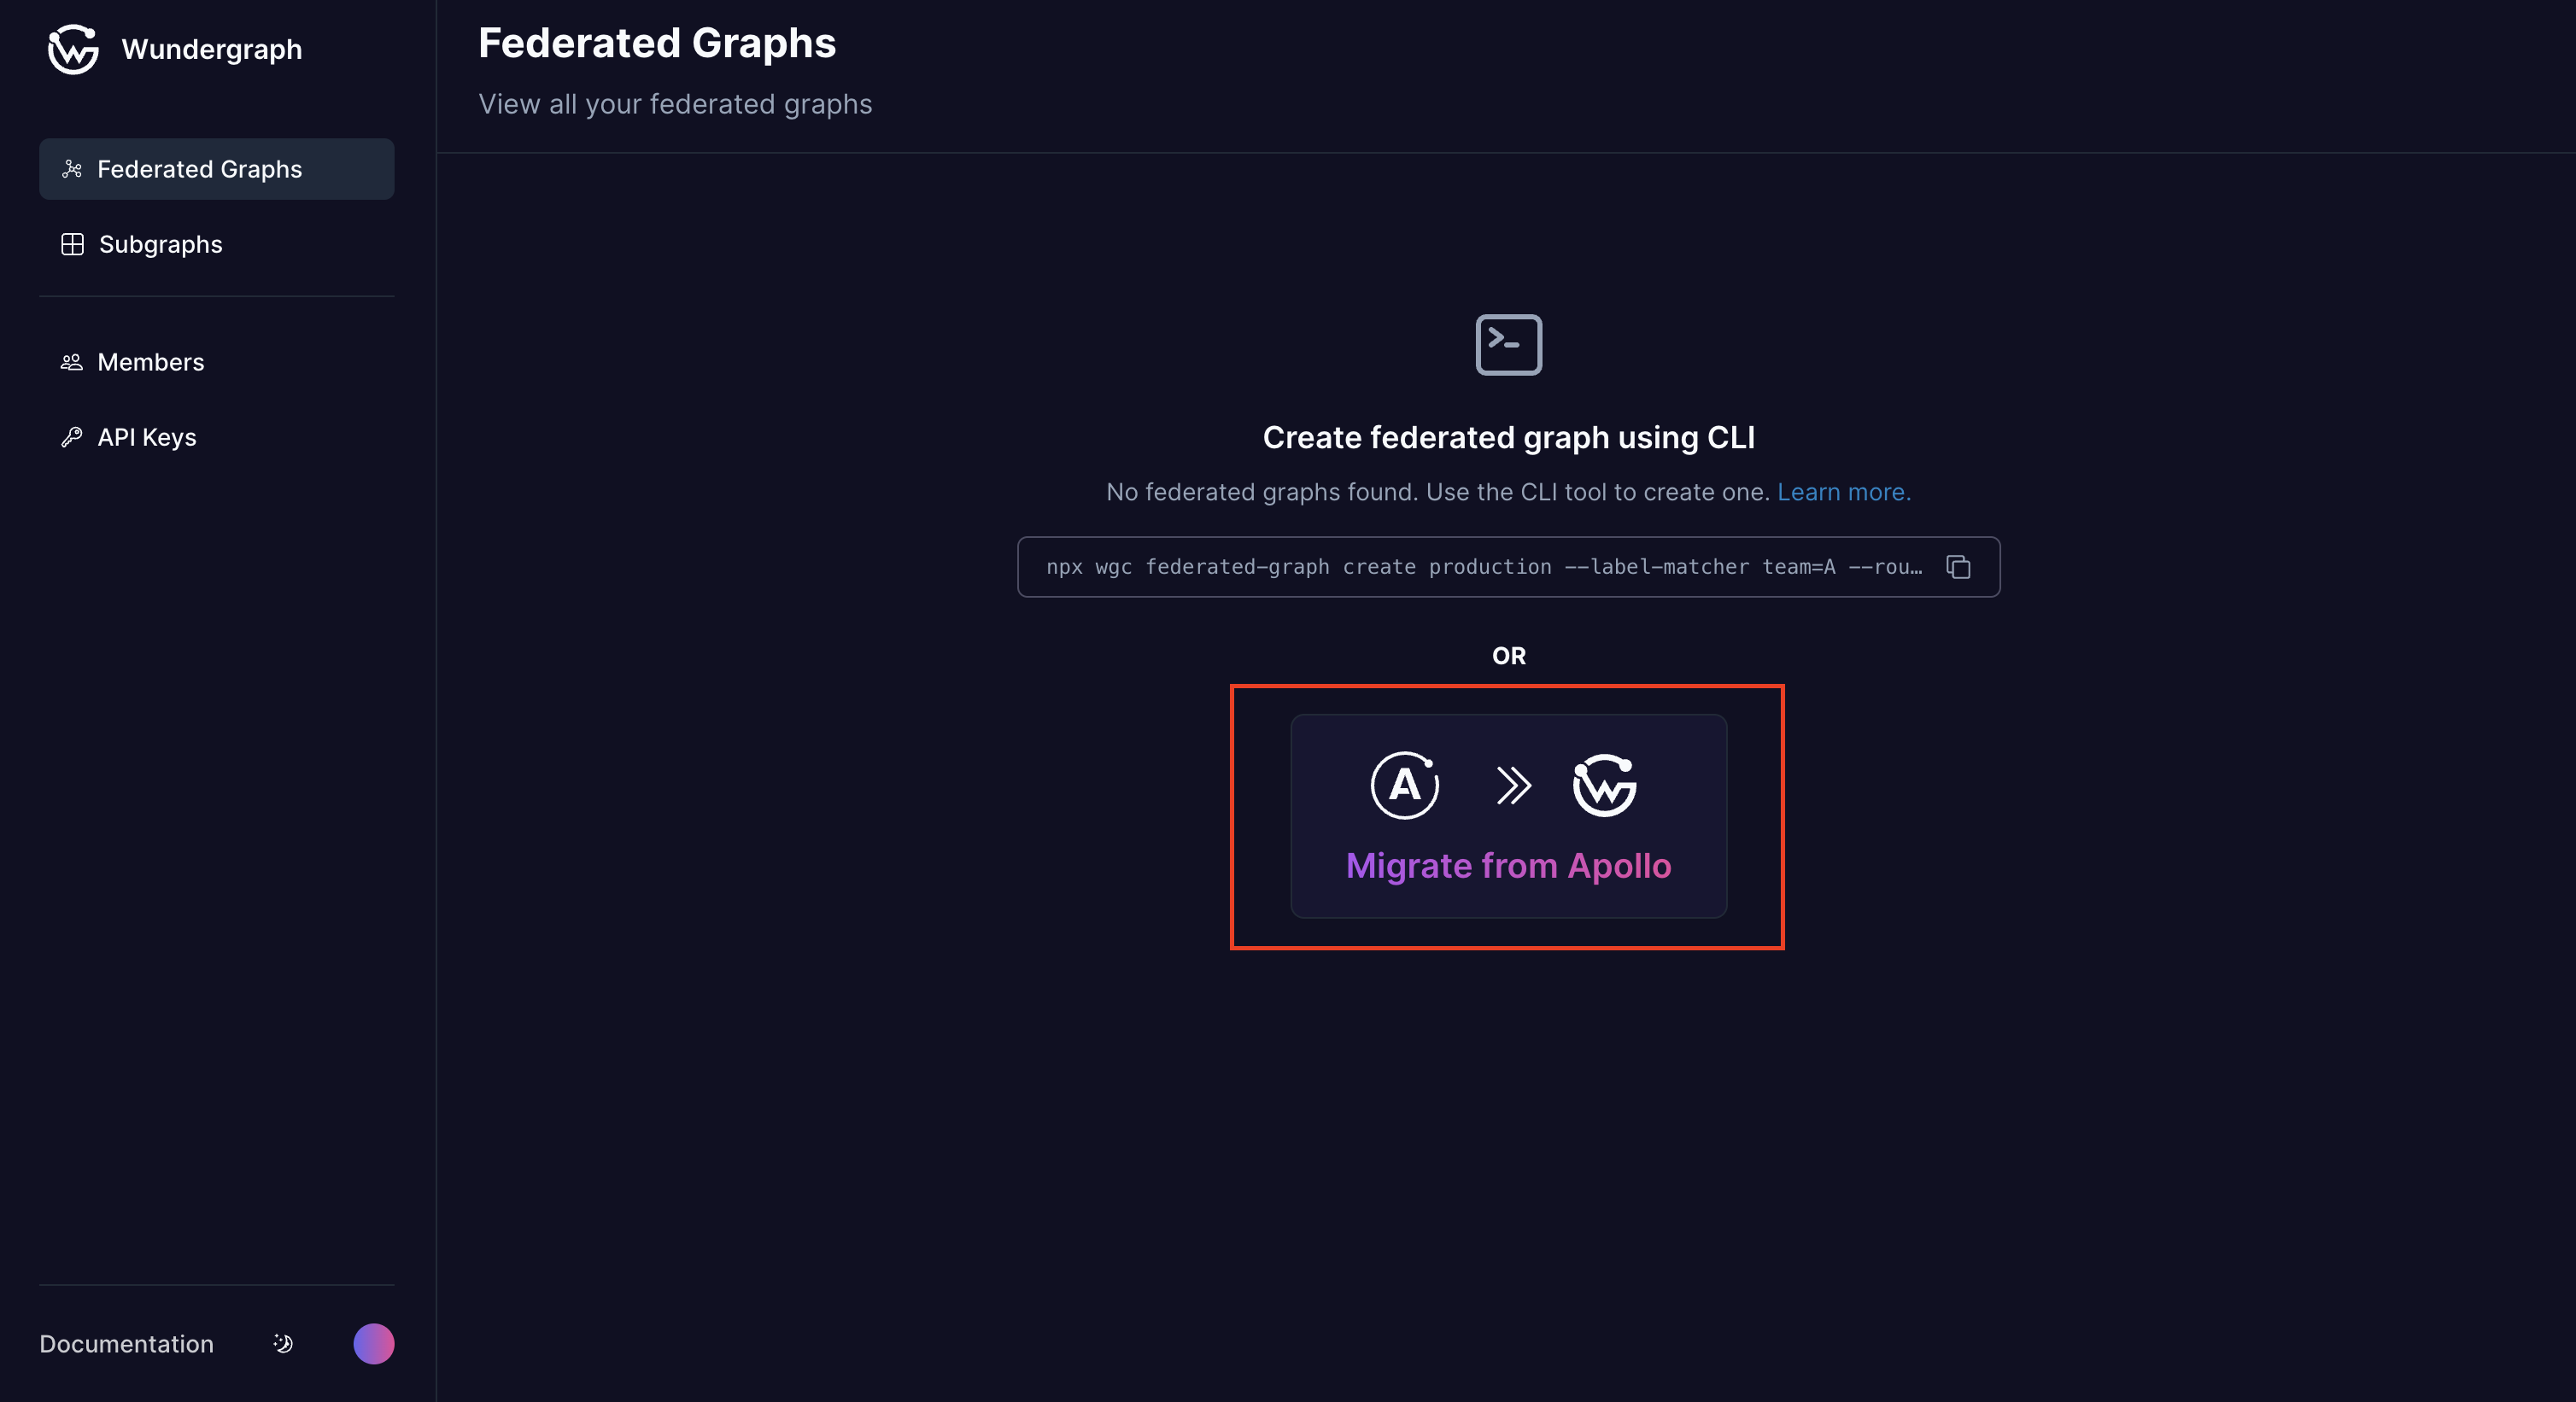 Wundergraph
Federated Graphs
Subgraphs
Members
API Keys
Documentation
Federated Graphs
View all your federated graphs
Create federated graph using CLI
No federated graphs found. Use the CLI tool to create one. Learn more.
npx wgc federated-graph create production --label-matcher team=A --rou…
OR
A
Migrate from Apollo